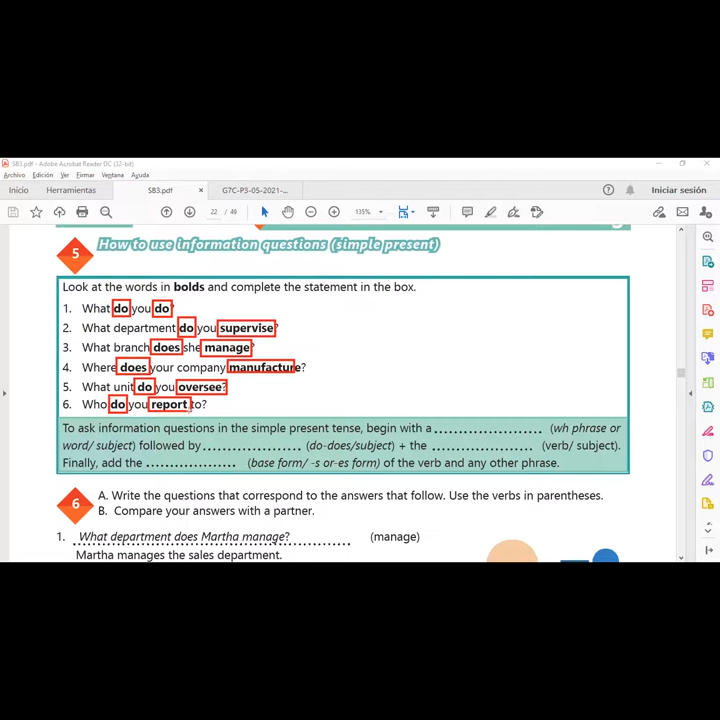 SB3.pdf - Adobe Acrobat Reader DC (32-bit)
Archivo Edición Ver Firmar Ventana Ayuda
Inicio Herramientas SB3.pdf × G7C-P3-05-2021-... Iniciar sesión
22 / 49 135%
5 How to use information questions (simple present)
Look at the words in bolds and complete the statement in the box.
1. What do you do?
2. What department do you supervise?
3. What branch does she manage?
4. Where does your company manufacture?
5. What unit do you oversee?
6. Who do you report to?
To ask information questions in the simple present tense, begin with a ...................... (wh phrase or
word/ subject) followed by .................... (do-does/subject) + the .................... (verb/ subject).
Finally, add the .................. (base form/ -s or-es form) of the verb and any other phrase.
6 A. Write the questions that correspond to the answers that follow. Use the verbs in parentheses.
B. Compare your answers with a partner.
1. What department does Martha manage? (manage)
Martha manages the sales department.